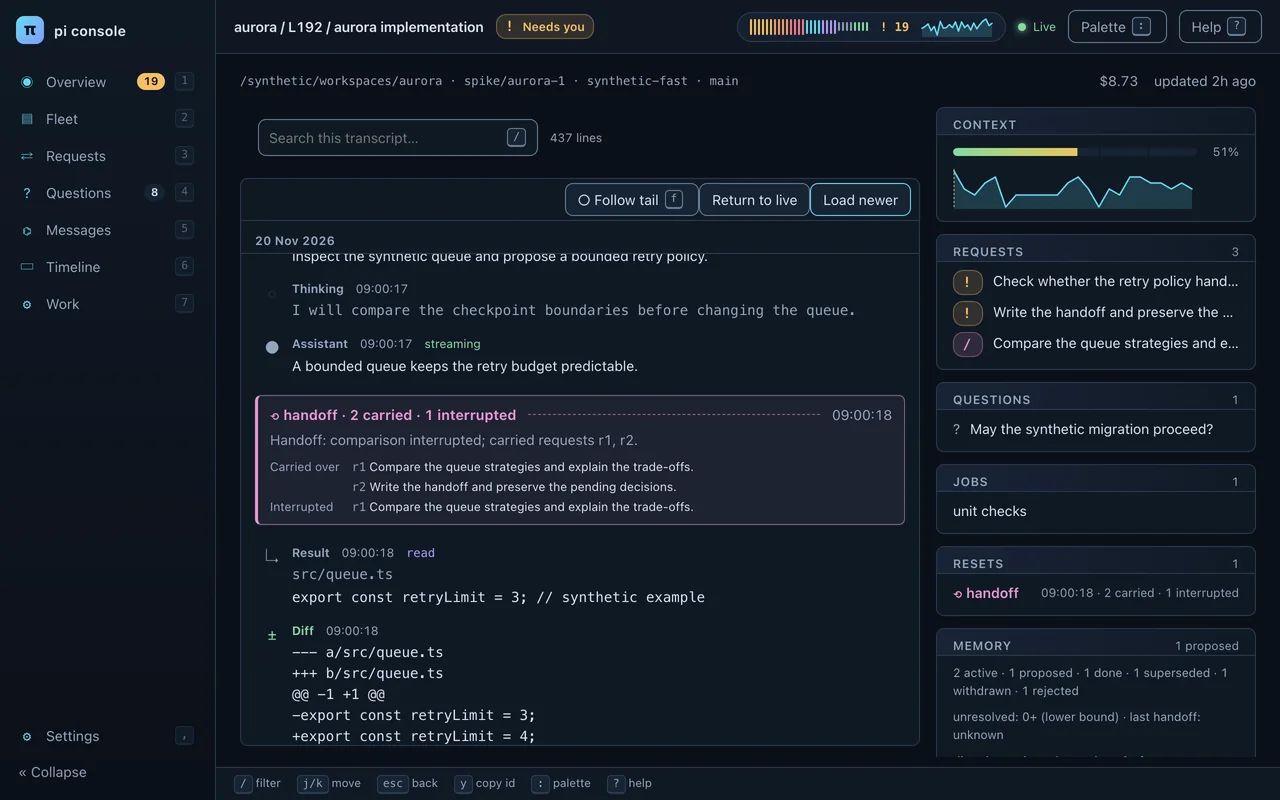 π pi console
Overview 19 1
Fleet 2
Requests 3
? Questions 8 4
Messages 5
Timeline 6
Work 7
Settings ,
« Collapse
aurora / L192 / aurora implementation ! Needs you ! 19 Live Palette : Help ?
/synthetic/workspaces/aurora · spike/aurora-1 · synthetic-fast · main $8.73 updated 2h ago
Search this transcript... / 437 lines
Follow tail f Return to live Load newer
20 Nov 2026
Inspect the synthetic queue and propose a bounded retry policy.
Thinking 09:00:17
I will compare the checkpoint boundaries before changing the queue.
Assistant 09:00:17 streaming
A bounded queue keeps the retry budget predictable.
handoff · 2 carried · 1 interrupted 09:00:18
Handoff: comparison interrupted; carried requests r1, r2.
Carried over r1 Compare the queue strategies and explain the trade-offs.
r2 Write the handoff and preserve the pending decisions.
Interrupted r1 Compare the queue strategies and explain the trade-offs.
Result 09:00:18 read
src/queue.ts
export const retryLimit = 3; // synthetic example
± Diff 09:00:18
--- a/src/queue.ts
+++ b/src/queue.ts
@@ -1 +1 @@
-export const retryLimit = 3;
+export const retryLimit = 4;
CONTEXT
51%
REQUESTS 3
! Check whether the retry policy hand...
! Write the handoff and preserve the ...
/ Compare the queue strategies and e...
QUESTIONS 1
? May the synthetic migration proceed?
JOBS 1
unit checks
RESETS 1
handoff 09:00:18 · 2 carried · 1 interrupted
MEMORY 1 proposed
2 active · 1 proposed · 1 done · 1 superseded · 1
withdrawn · 1 rejected
unresolved: 0+ (lower bound) · last handoff:
unknown
/ filter j/k move esc back y copy id : palette ? help